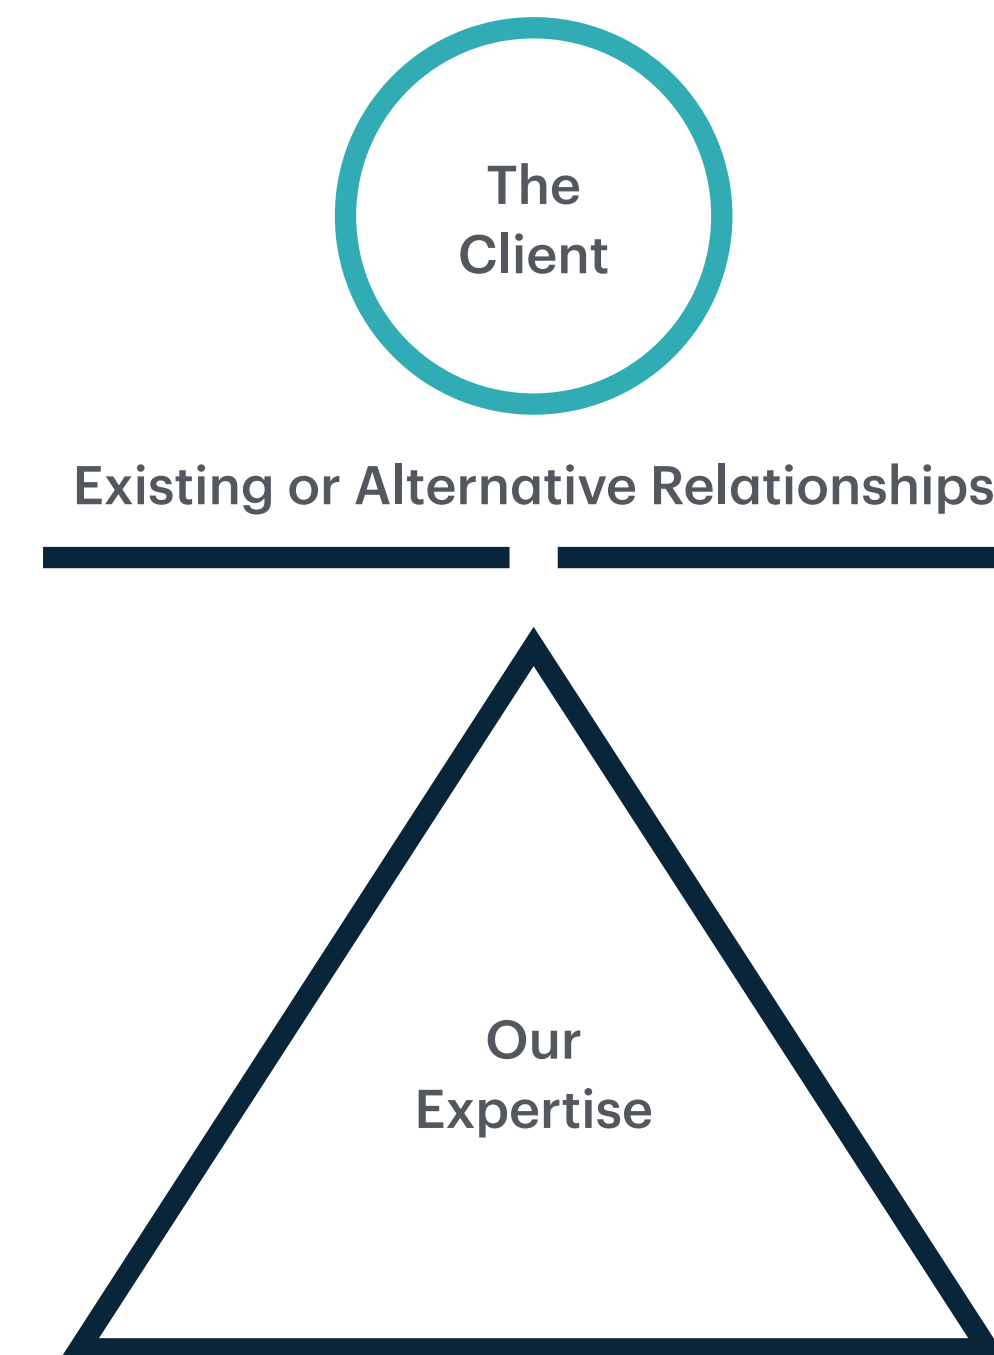 The
Client
Existing or Alternative Relationships
Our
Expertise